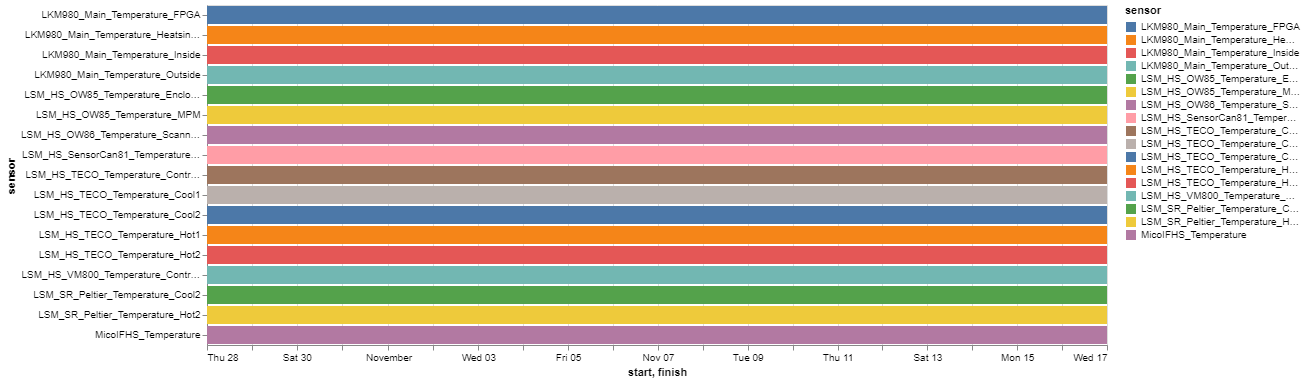 sensor
LKM980_Main_Temperature_FPGA
LKM980_Main_Temperature_Heatsin…
LKM980_Main_Temperature_Inside
LKM980_Main_Temperature_Outside
LSM_HS_OW85_Temperature_Enclo…
LSM_HS_OW85_Temperature_MPM
LSM_HS_OW86_Temperature_Scann…
LSM_HS_SensorCan81_Temperature…
LSM_HS_TECO_Temperature_Contr…
LSM_HS_TECO_Temperature_Cool1
LSM_HS_TECO_Temperature_Cool2
LSM_HS_TECO_Temperature_Hot1
LSM_HS_TECO_Temperature_Hot2
LSM_HS_VM800_Temperature_Contr…
LSM_SR_Peltier_Temperature_Cool2
LSM_SR_Peltier_Temperature_Hot2
MicoIFHS_Temperature
Thu 28 Sat 30 November Wed 03 Fri 05 Nov 07 Tue 09 Thu 11 Sat 13 Mon 15 Wed 17
start, finish
sensor
LKM980_Main_Temperature_FPGA
LKM980_Main_Temperature_He…
LKM980_Main_Temperature_Inside
LKM980_Main_Temperature_Out…
LSM_HS_OW85_Temperature_E…
LSM_HS_OW85_Temperature_M…
LSM_HS_OW86_Temperature_S…
LSM_HS_SensorCan81_Temper…
LSM_HS_TECO_Temperature_C…
LSM_HS_TECO_Temperature_C…
LSM_HS_TECO_Temperature_C…
LSM_HS_TECO_Temperature_H…
LSM_HS_TECO_Temperature_H…
LSM_HS_VM800_Temperature_…
LSM_SR_Peltier_Temperature_C…
LSM_SR_Peltier_Temperature_H…
MicoIFHS_Temperature